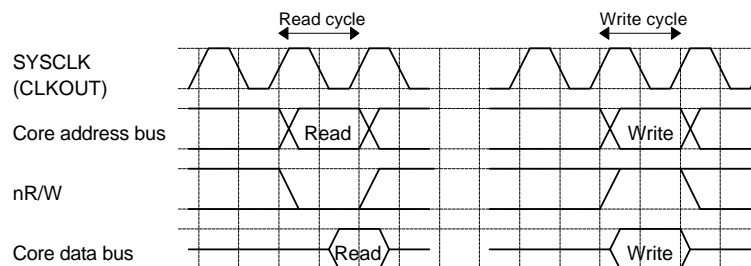 Read cycle Write cycle
SYSCLK
(CLKOUT)
Core address bus Read Write
nR/W
Core data bus Read Write